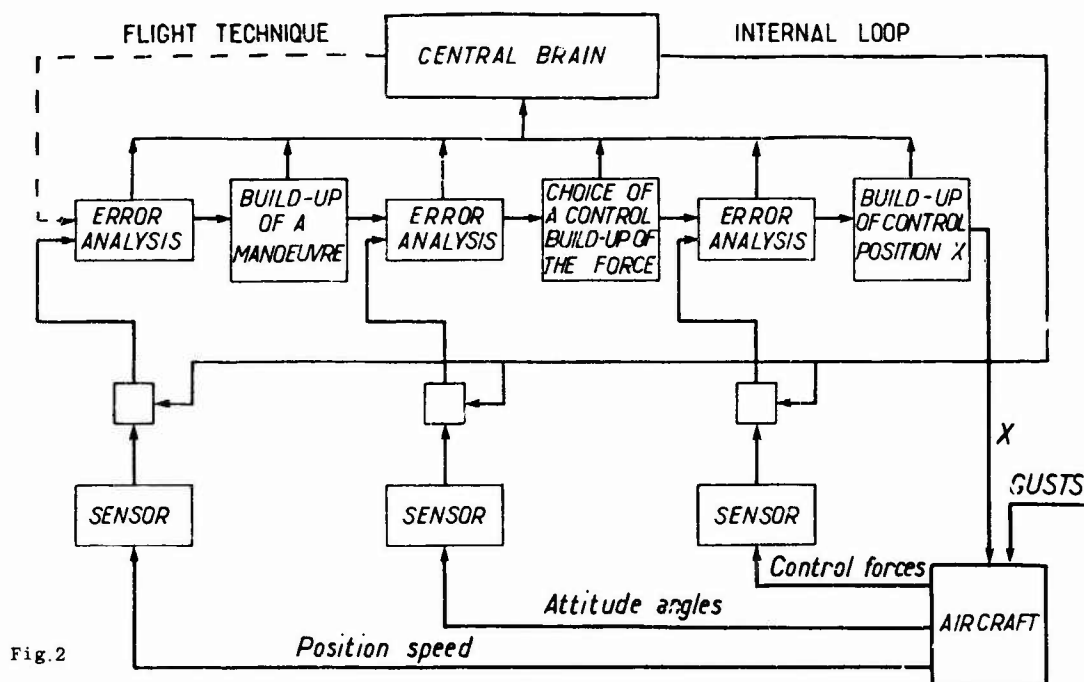 FLIGHT TECHNIQUE
CENTRAL BRAIN
INTERNAL LOOP
ERROR
ANALYSIS
BUILD-UP
OF A
MANOEUVRE
ERROR
ANALYSIS
CHOICE OF
A CONTROL
BUILD-UP OF
THE FORCE
ERROR
ANALYSIS
BUILD-UP
OF CONTROL
POSITION X
X
GUSTS
SENSOR
SENSOR
SENSOR
Control forces
Attitude angles
AIRCRAFT
Position speed
Fig.2